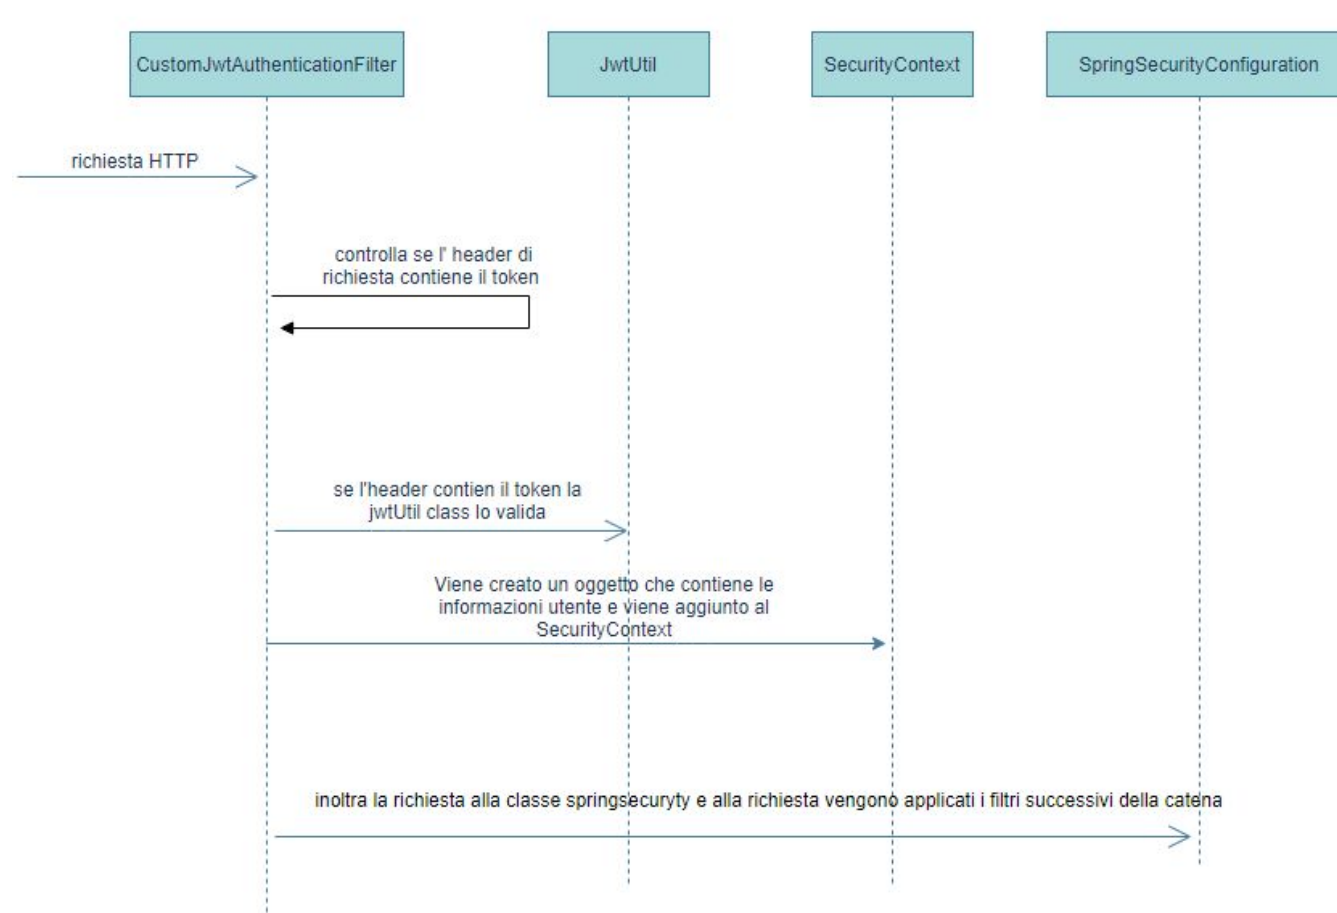 CustomJwtAuthenticationFilter
JwtUtil
SecurityContext
SpringSecurityConfiguration
richiesta HTTP
controlla se l' header di
richiesta contiene il token
se l'header contien il token la
jwtUtil class lo valida
Viene creato un oggetto che contiene le
informazioni utente e viene aggiunto al
SecurityContext
inoltra la richiesta alla classe springsecuryty e alla richiesta vengono applicati i filtri successivi della catena